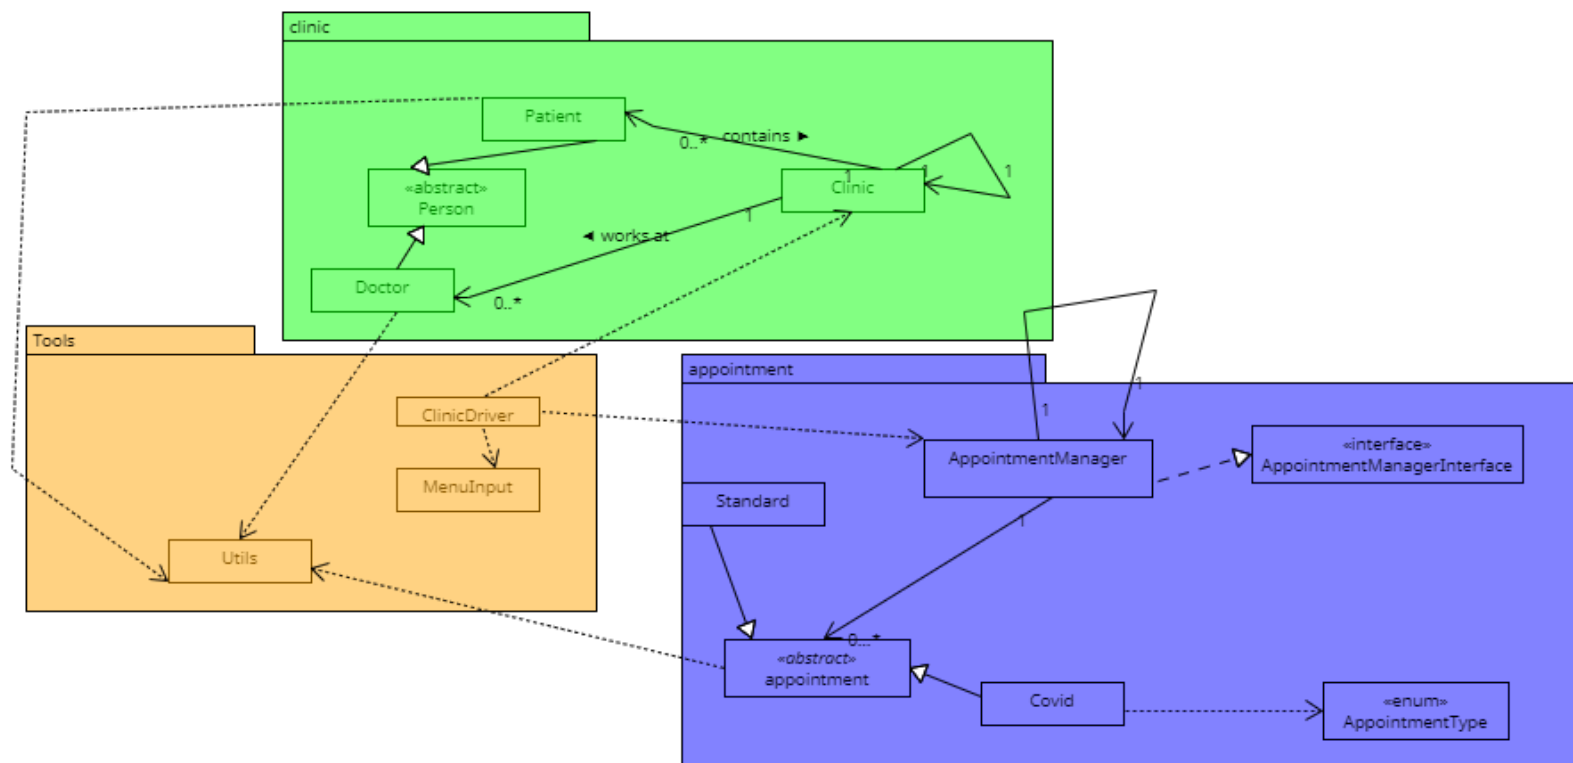 clinic
Patient
contains ►
0..*
1
1
1
«abstract»
Person
Clinic
1
◄ works at
Doctor
0..*
Tools
appointment
ClinicDriver
1
1
MenuInput
AppointmentManager
«interface»
AppointmentManagerInterface
Standard
1
Utils
0...*
«abstract»
appointment
Covid
«enum»
AppointmentType